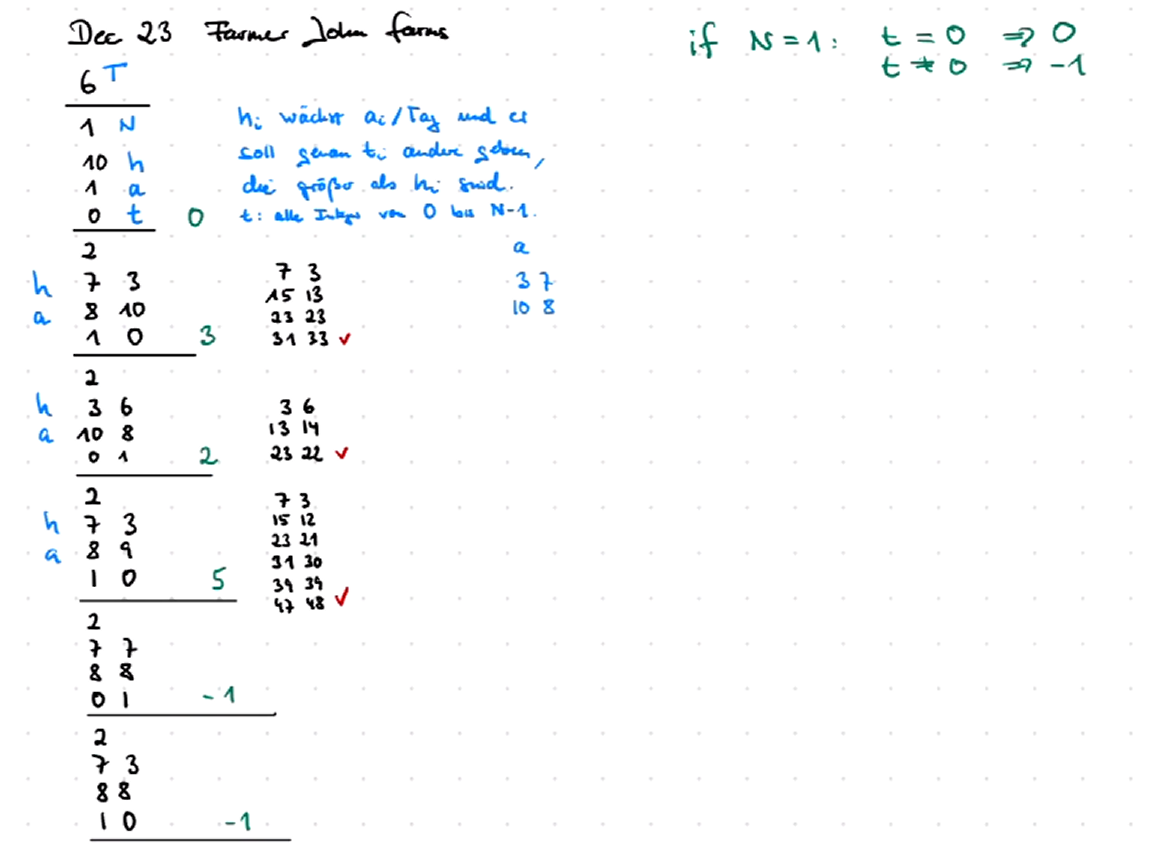 Dec 23 Farmer John farms
if N = 1: t = 0 ⇒ 0
t ≠ 0 ⇒ -1
6 T
1 N
10 h
1 a
0 t 0
hi wächst ai/Tag und es
soll genau ti andere geben,
die größer als hi sind.
t: alle Integer von 0 bis N-1.
2
h 7 3
a 8 10
1 0 3
7 3
15 13
23 23
31 33 ✓
a
3 7
10 8
2
h 3 6
a 10 8
0 1 2
3 6
13 14
23 22 ✓
2
h 7 3
a 8 9
1 0 5
7 3
15 12
23 21
31 30
39 39
47 48 ✓
2
7 7
8 8
0 1 -1
2
7 3
8 8
1 0 -1